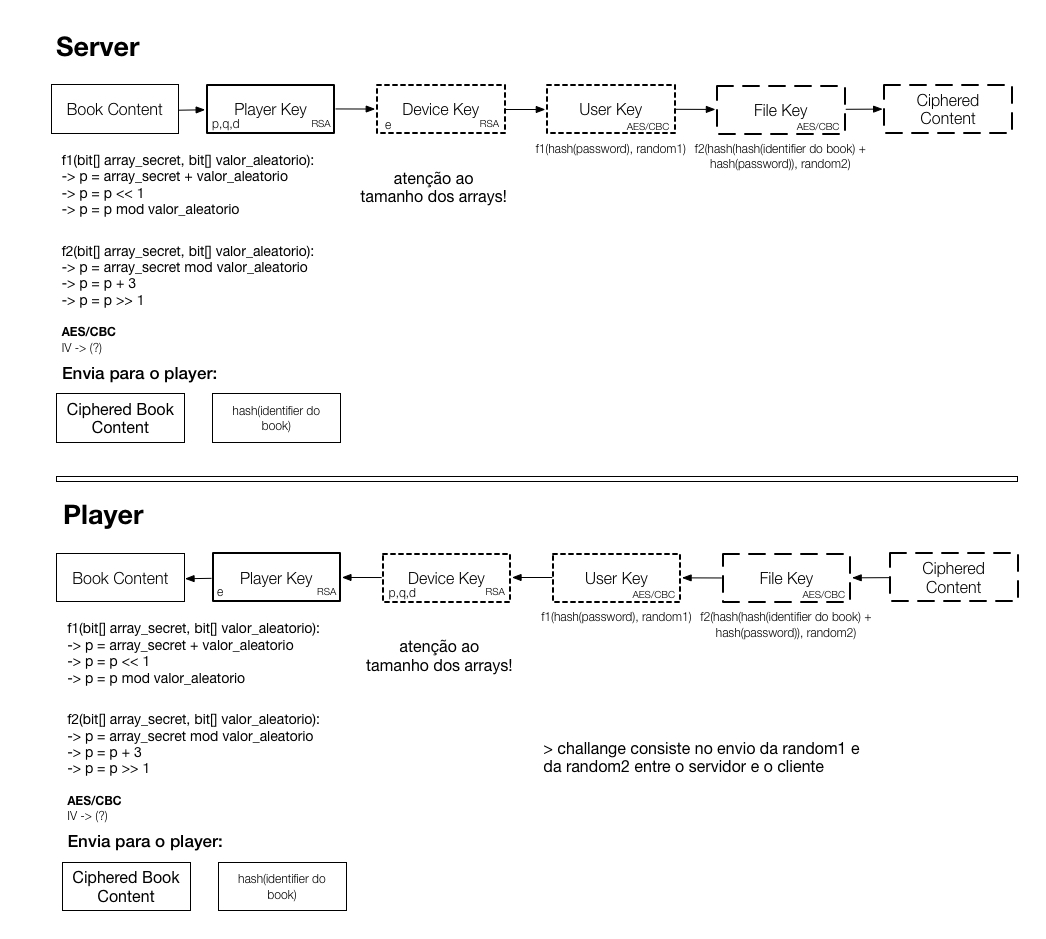 Server
Book Content
Player Key
p,q,d
RSA
Device Key
e
RSA
User Key
AES/CBC
File Key
AES/CBC
Ciphered
Content
f1(hash(password), random1)
f2(hash(hash(identifier do book) +
hash(password)), random2)
f1(bit[] array_secret, bit[] valor_aleatorio):
-> p = array_secret + valor_aleatorio
-> p = p << 1
-> p = p mod valor_aleatorio
atenção ao
tamanho dos arrays!
f2(bit[] array_secret, bit[] valor_aleatorio):
-> p = array_secret mod valor_aleatorio
-> p = p + 3
-> p = p >> 1
AES/CBC
IV -> (?)
Envia para o player:
Ciphered Book
Content
hash(identifier do
book)
Player
Book Content
Player Key
e
RSA
Device Key
p,q,d
RSA
User Key
AES/CBC
File Key
AES/CBC
Ciphered
Content
f1(hash(password), random1)
f2(hash(hash(identifier do book) +
hash(password)), random2)
f1(bit[] array_secret, bit[] valor_aleatorio):
-> p = array_secret + valor_aleatorio
-> p = p << 1
-> p = p mod valor_aleatorio
atenção ao
tamanho dos arrays!
f2(bit[] array_secret, bit[] valor_aleatorio):
-> p = array_secret mod valor_aleatorio
-> p = p + 3
-> p = p >> 1
> challange consiste no envio da random1 e
da random2 entre o servidor e o cliente
AES/CBC
IV -> (?)
Envia para o player:
Ciphered Book
Content
hash(identifier do
book)